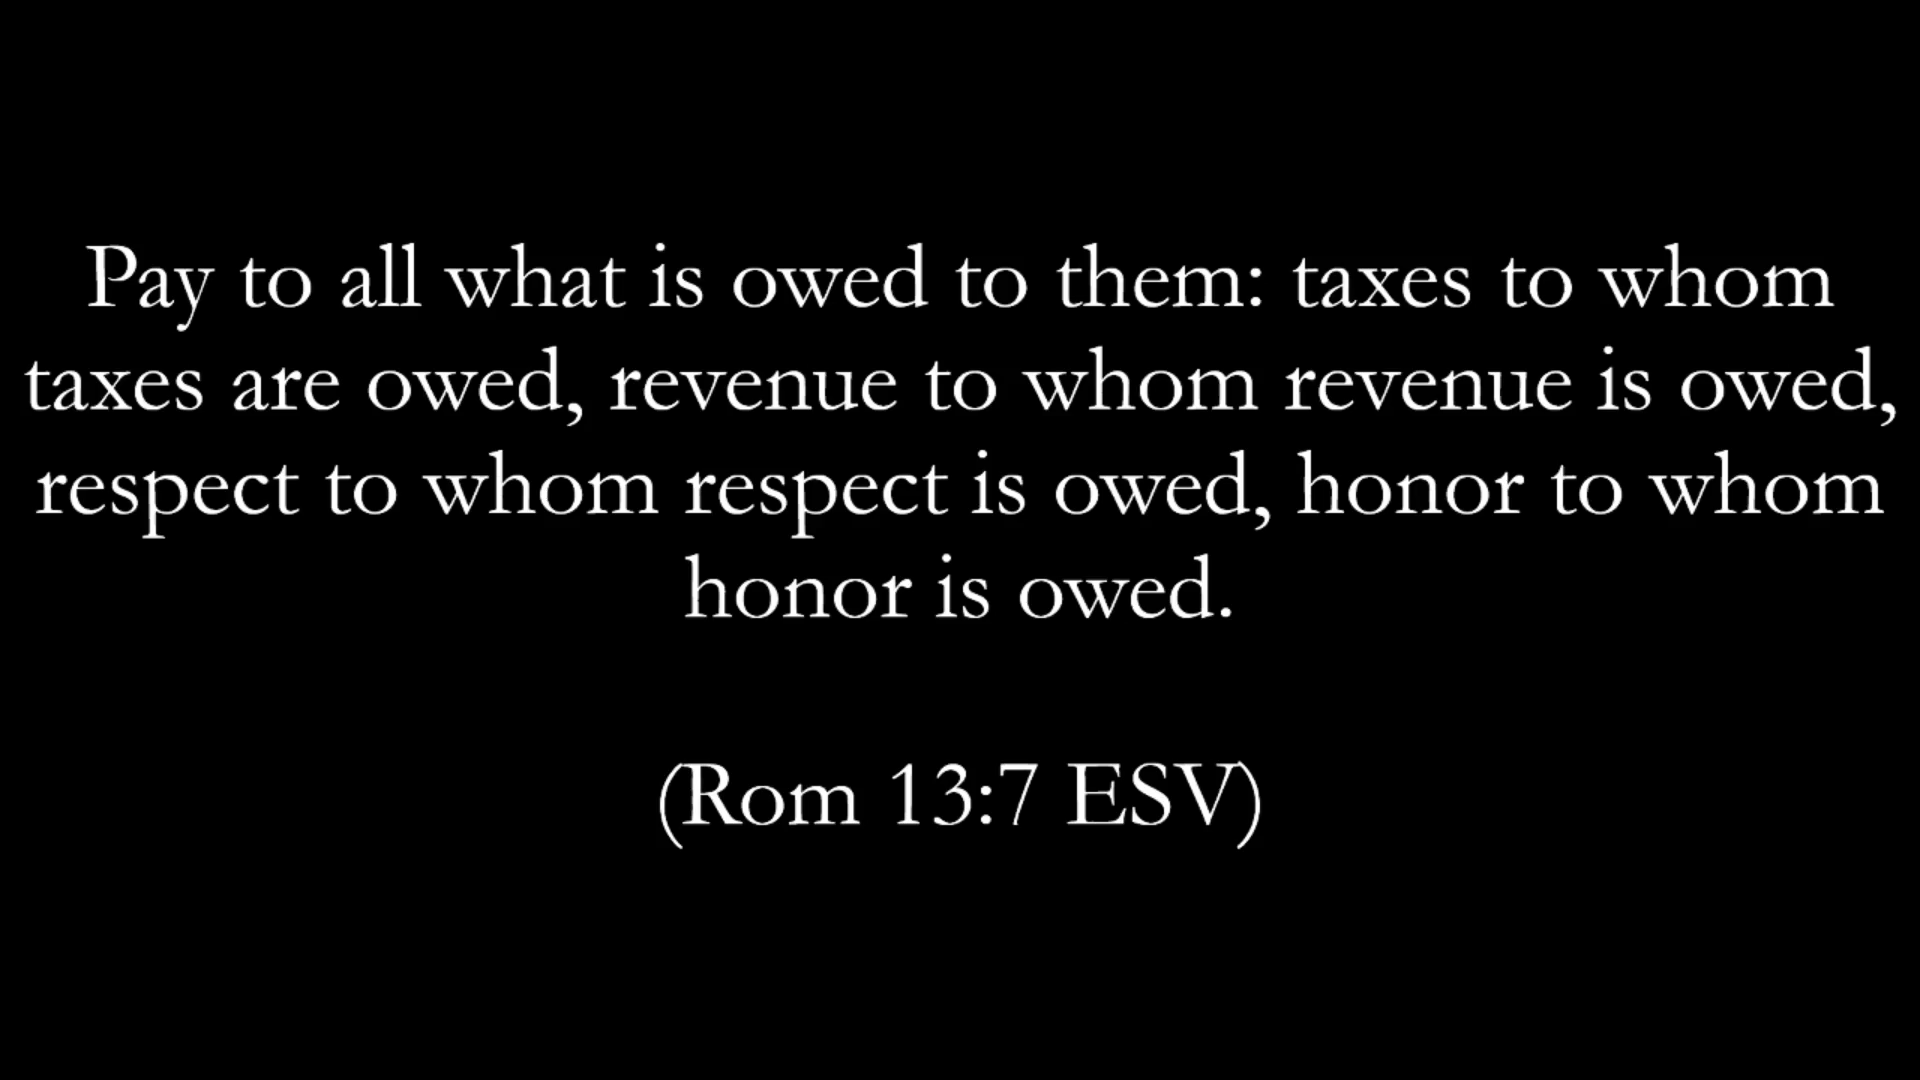 Pay to all what is owed to them: taxes to whom
taxes are owed, revenue to whom revenue is owed,
respect to whom respect is owed, honor to whom
honor is owed.
(Rom 13:7 ESV)